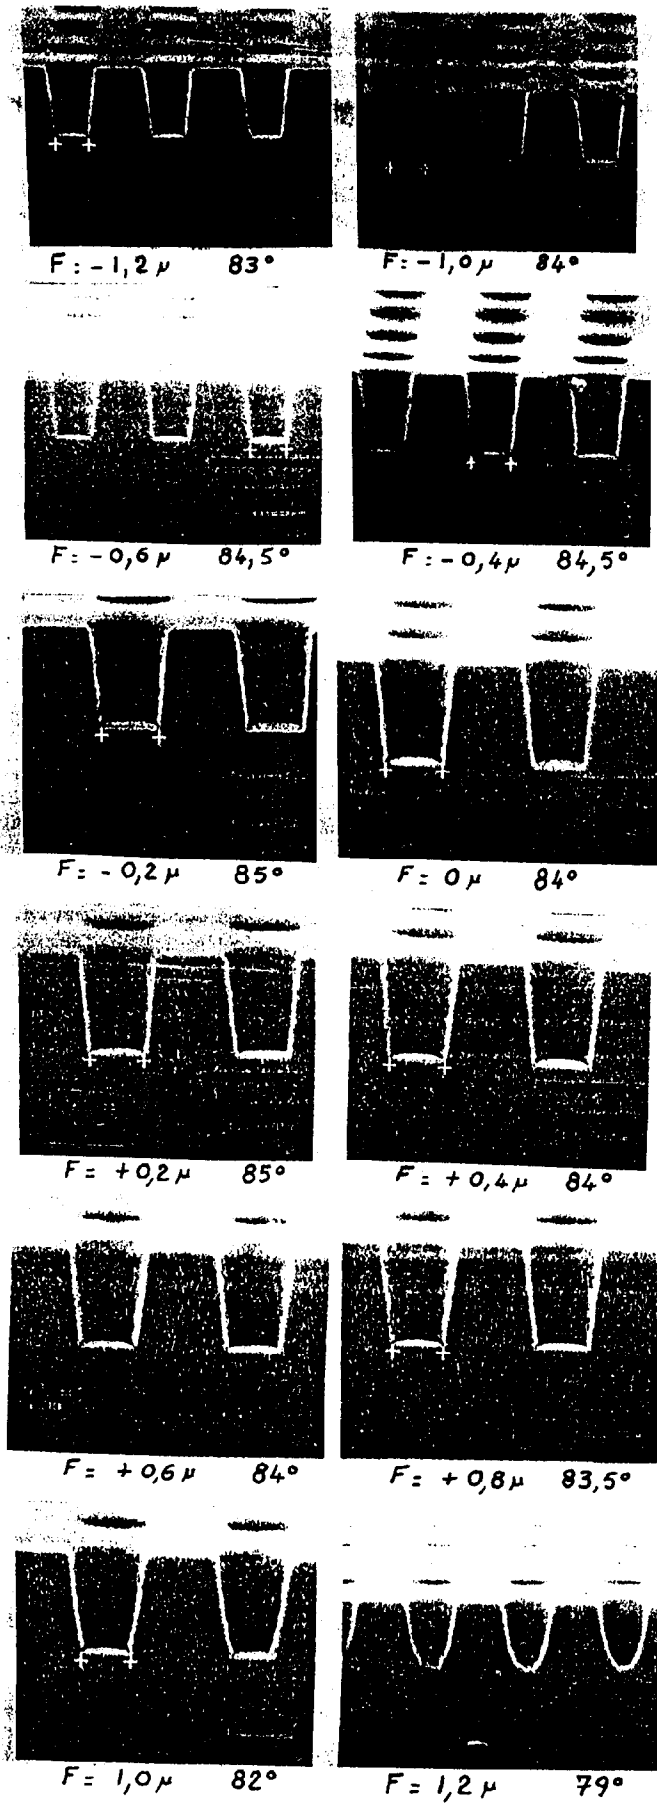 F: -1,2 µ 83°
F: -1,0 µ 84°
F: -0,6 µ 84,5°
F: -0,4 µ 84,5°
F= -0,2 µ 85°
F= 0 µ 84°
F= +0,2 µ 85°
F= +0,4 µ 84°
F= +0,6 µ 84°
F= +0,8 µ 83,5°
F= 1,0 µ 82°
F= 1,2 µ 79°